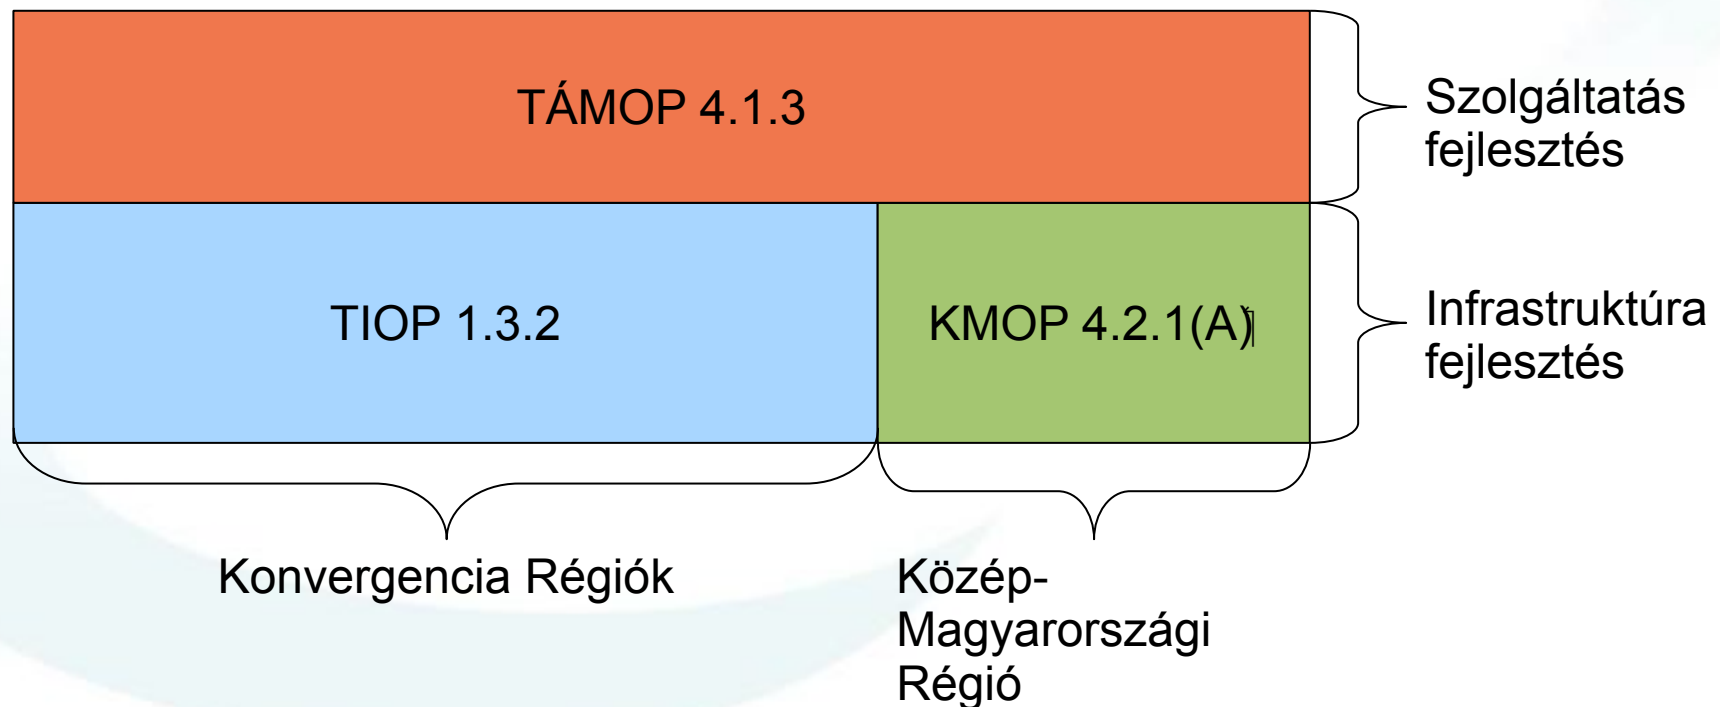 TÁMOP 4.1.3
Szolgáltatás
fejlesztés
TIOP 1.3.2
KMOP 4.2.1(A)
Infrastruktúra
fejlesztés
Konvergencia Régiók
Közép-
Magyarországi
Régió